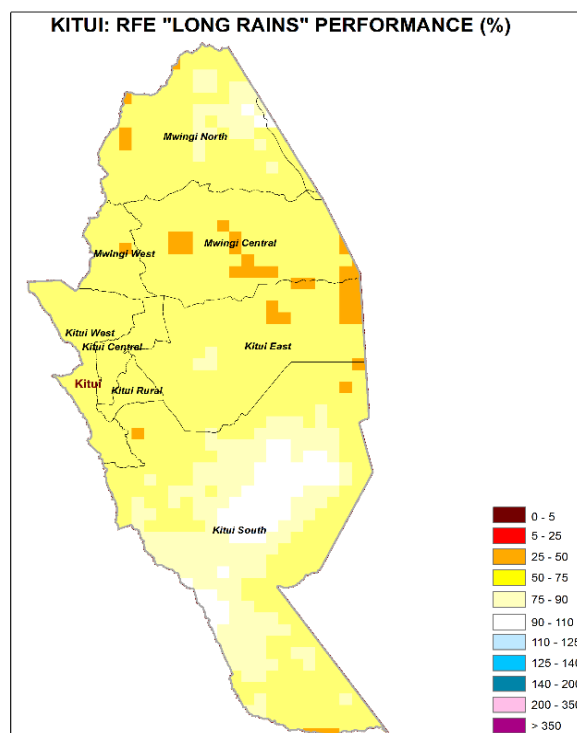 KITUI: RFE "LONG RAINS" PERFORMANCE (%)
Mwingi North
Mwingi Central
Mwingi West
Kitui West
Kitui Central
Kitui East
Kitui
Kitui Rural
Kitui South
0 - 5
5 - 25
25 - 50
50 - 75
75 - 90
90 - 110
110 - 125
125 - 140
140 - 200
200 - 350
> 350